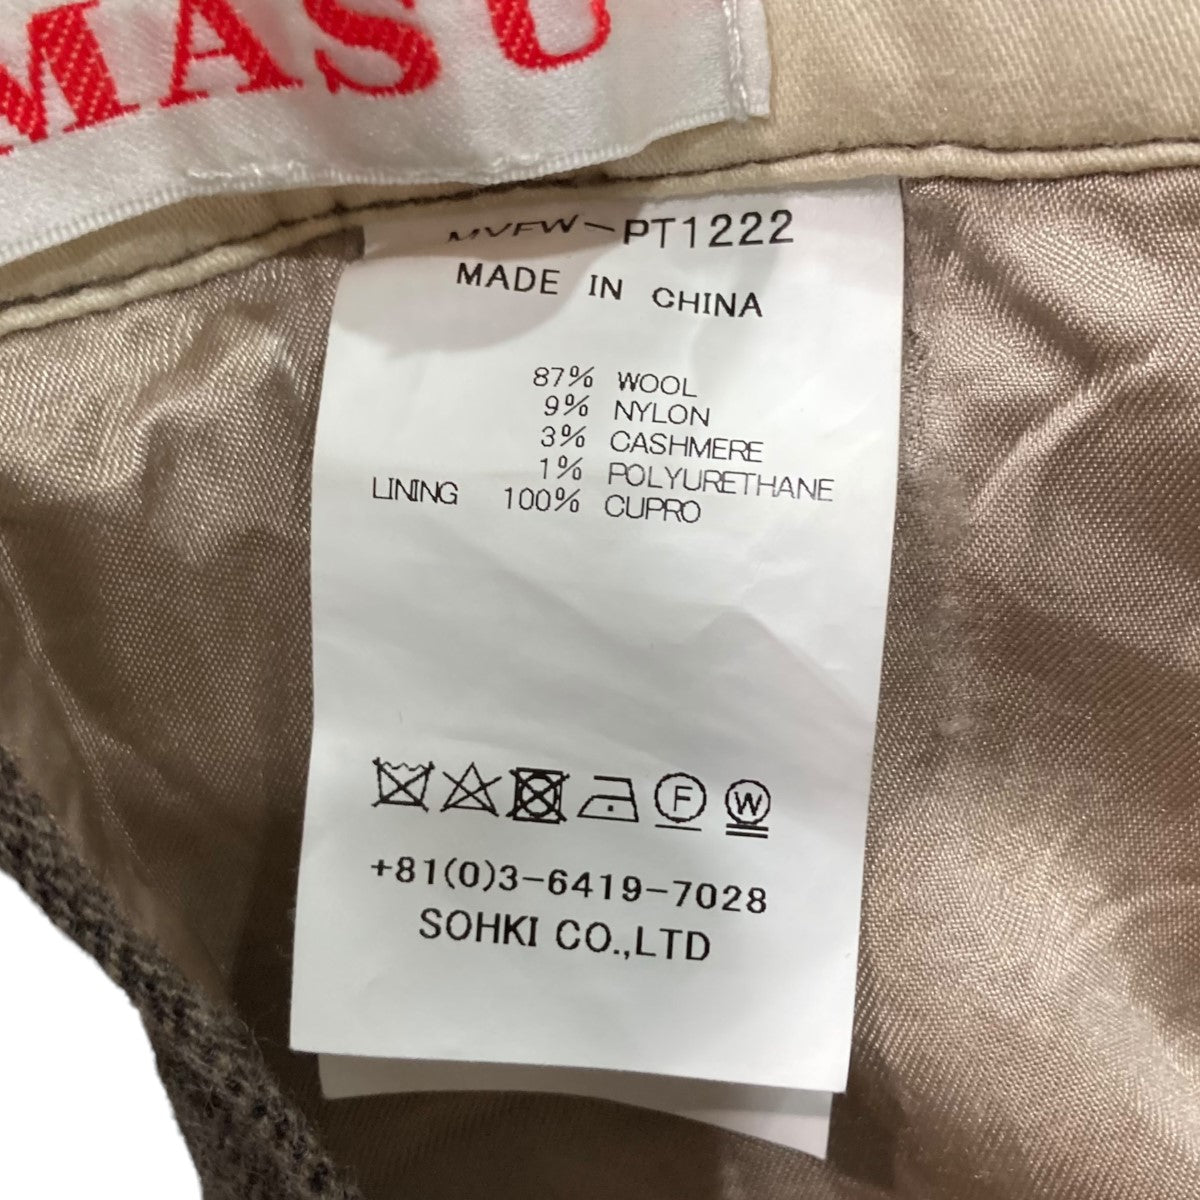 MASU
MVFW-PT1222
MADE IN CHINA
87% WOOL
9% NYLON
3% CASHMERE
1% POLYURETHANE
LINING 100% CUPRO
F W
+81(0)3-6419-7028
SOHKI CO.,LTD